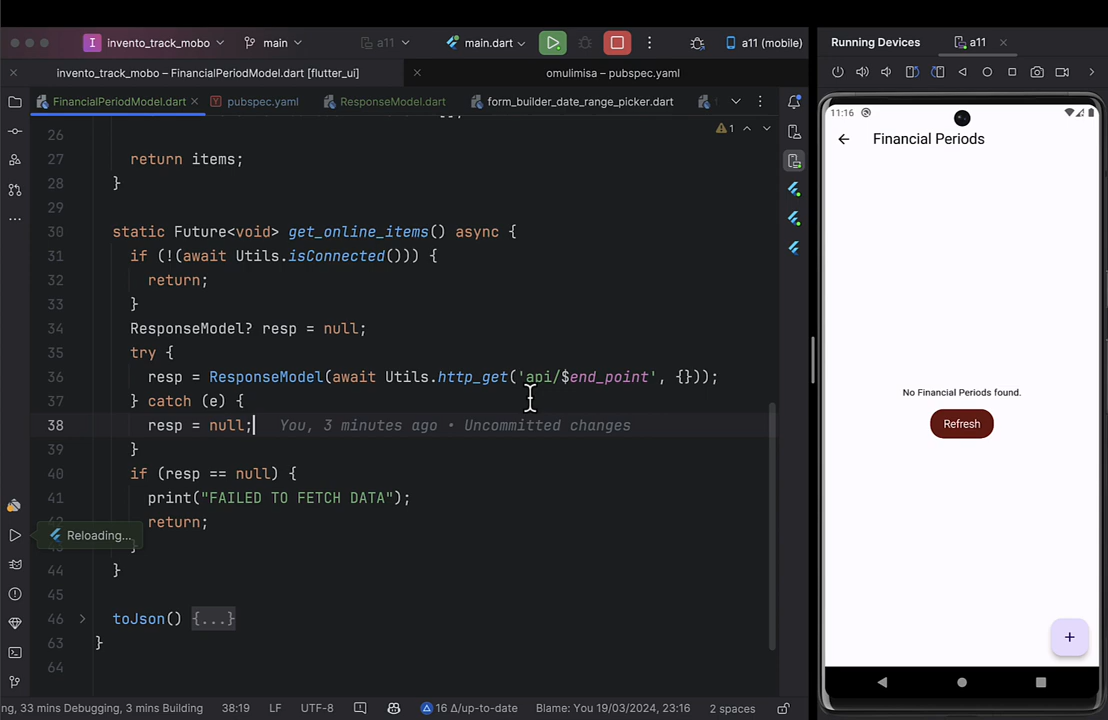 invento_track_mobo
main
a11
main.dart
a11 (mobile)
Running Devices
a11
invento_track_mobo – FinancialPeriodModel.dart [flutter_ui]
omulimisa – pubspec.yaml
FinancialPeriodModel.dart
pubspec.yaml
ResponseModel.dart
form_builder_date_range_picker.dart
1
26
27 return items;
28 }
29
30 static Future<void> get_online_items() async {
31 if (!(await Utils.isConnected())) {
32 return;
33 }
34 ResponseModel? resp = null;
35 try {
36 resp = ResponseModel(await Utils.http_get('api/$end_point', {}));
37 } catch (e) {
38 resp = null; You, 3 minutes ago • Uncommitted changes
39 }
40 if (resp == null) {
41 print("FAILED TO FETCH DATA");
return;
Reloading...
44 }
45
46 toJson() {...}
63 }
64
ng, 33 mins Debugging, 3 mins Building
38:19
LF
UTF-8
16 Δ/up-to-date
Blame: You 19/03/2024, 23:16
2 spaces
11:16
Financial Periods
No Financial Periods found.
Refresh
+